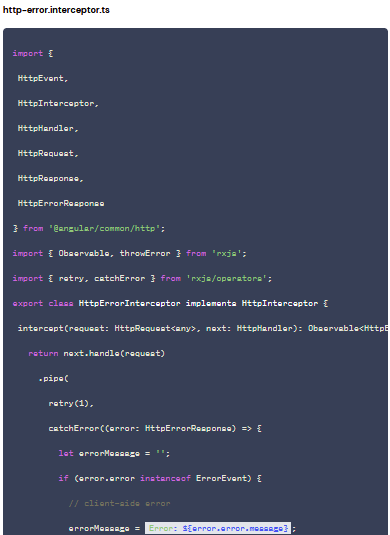 http-error.interceptor.ts
import {
HttpEvent,
HttpInterceptor,
HttpHandler,
HttpRequest,
HttpResponse,
HttpErrorResponse
} from '@angular/common/http';
import { Observable, throwError } from 'rxjs';
import { retry, catchError } from 'rxjs/operators';
export class HttpErrorInterceptor implements HttpInterceptor {
intercept(request: HttpRequest<any>, next: HttpHandler): Observable<HttpE
return next.handle(request)
.pipe(
retry(1),
catchError((error: HttpErrorResponse) => {
let errorMessage = '';
if (error.error instanceof ErrorEvent) {
// client-side error
errorMessage = Error: ${error.error.message};